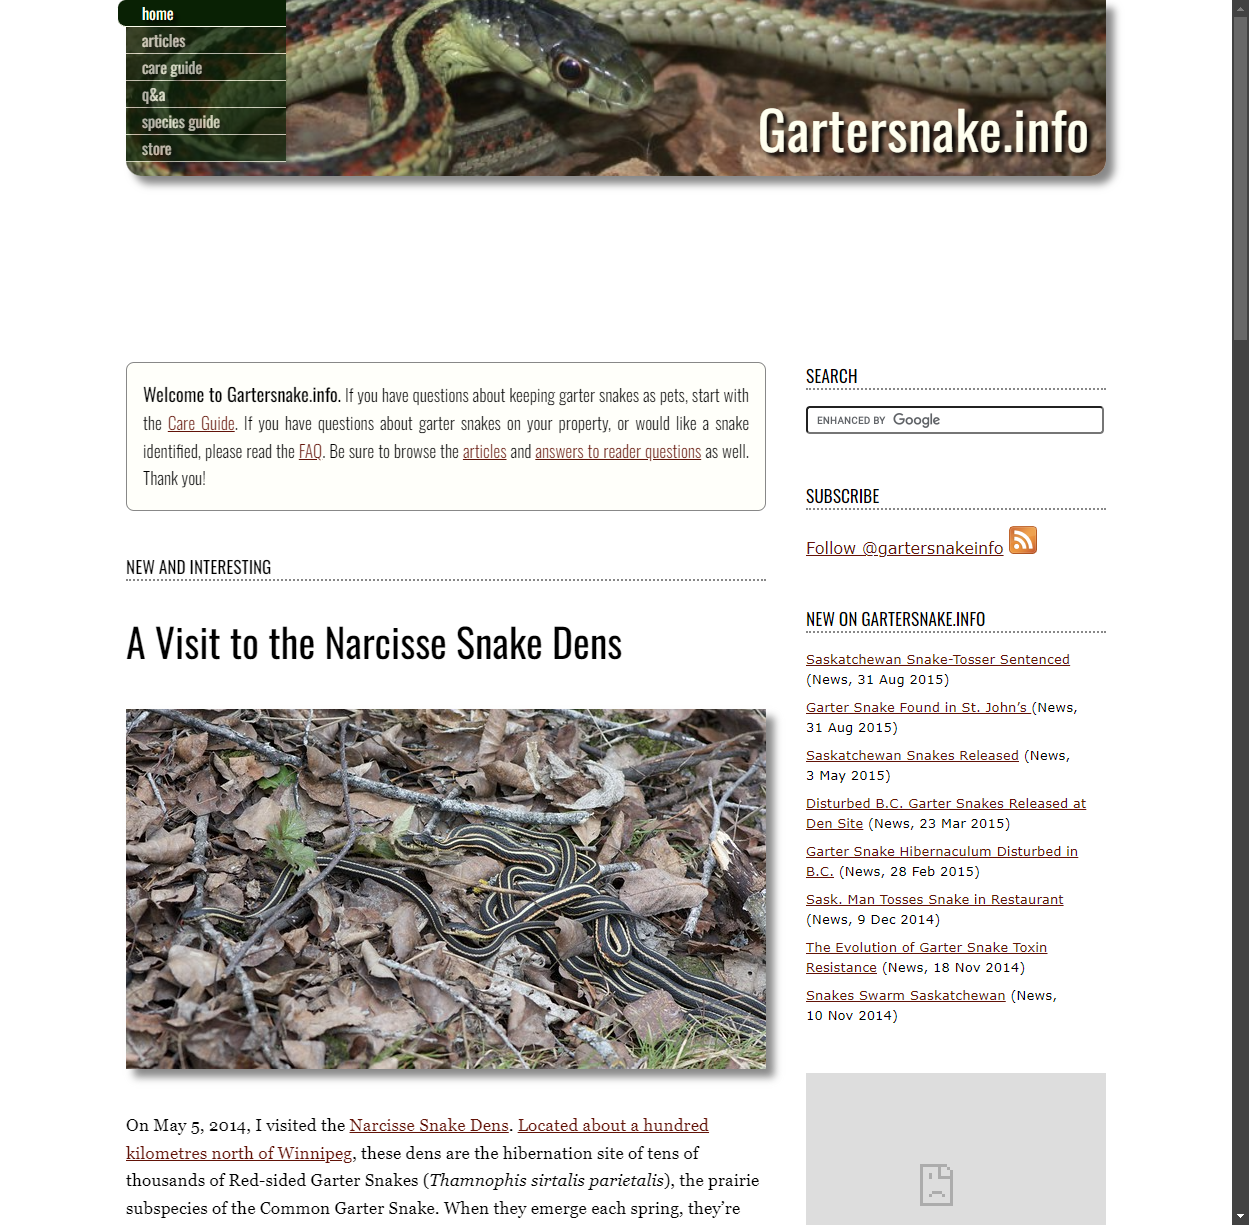 home
articles
care guide
q&a
species guide
store
Gartersnake.info
Welcome to Gartersnake.info. If you have questions about keeping garter snakes as pets, start with
the Care Guide. If you have questions about garter snakes on your property, or would like a snake
identified, please read the FAQ. Be sure to browse the articles and answers to reader questions as well.
Thank you!
NEW AND INTERESTING
A Visit to the Narcisse Snake Dens
On May 5, 2014, I visited the Narcisse Snake Dens. Located about a hundred
kilometres north of Winnipeg, these dens are the hibernation site of tens of
thousands of Red-sided Garter Snakes (Thamnophis sirtalis parietalis), the prairie
subspecies of the Common Garter Snake. When they emerge each spring, they’re
SEARCH
ENHANCED BY Google
SUBSCRIBE
Follow @gartersnakeinfo
NEW ON GARTERSNAKE.INFO
Saskatchewan Snake-Tosser Sentenced
(News, 31 Aug 2015)
Garter Snake Found in St. John’s (News,
31 Aug 2015)
Saskatchewan Snakes Released (News,
3 May 2015)
Disturbed B.C. Garter Snakes Released at
Den Site (News, 23 Mar 2015)
Garter Snake Hibernaculum Disturbed in
B.C. (News, 28 Feb 2015)
Sask. Man Tosses Snake in Restaurant
(News, 9 Dec 2014)
The Evolution of Garter Snake Toxin
Resistance (News, 18 Nov 2014)
Snakes Swarm Saskatchewan (News,
10 Nov 2014)